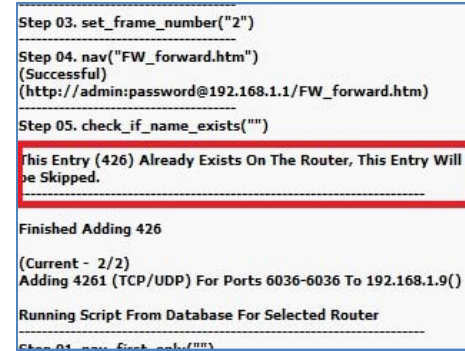 Step 03. set_frame_number("2")
Step 04. nav("FW_forward.htm")
(Successful)
(http://admin:password@192.168.1.1/FW_forward.htm)
Step 05. check_if_name_exists("")
This Entry (426) Already Exists On The Router, This Entry Will
be Skipped.
Finished Adding 426
(Current - 2/2)
Adding 4261 (TCP/UDP) For Ports 6036-6036 To 192.168.1.9()
Running Script From Database For Selected Router
Step 01. nav_first_only("")